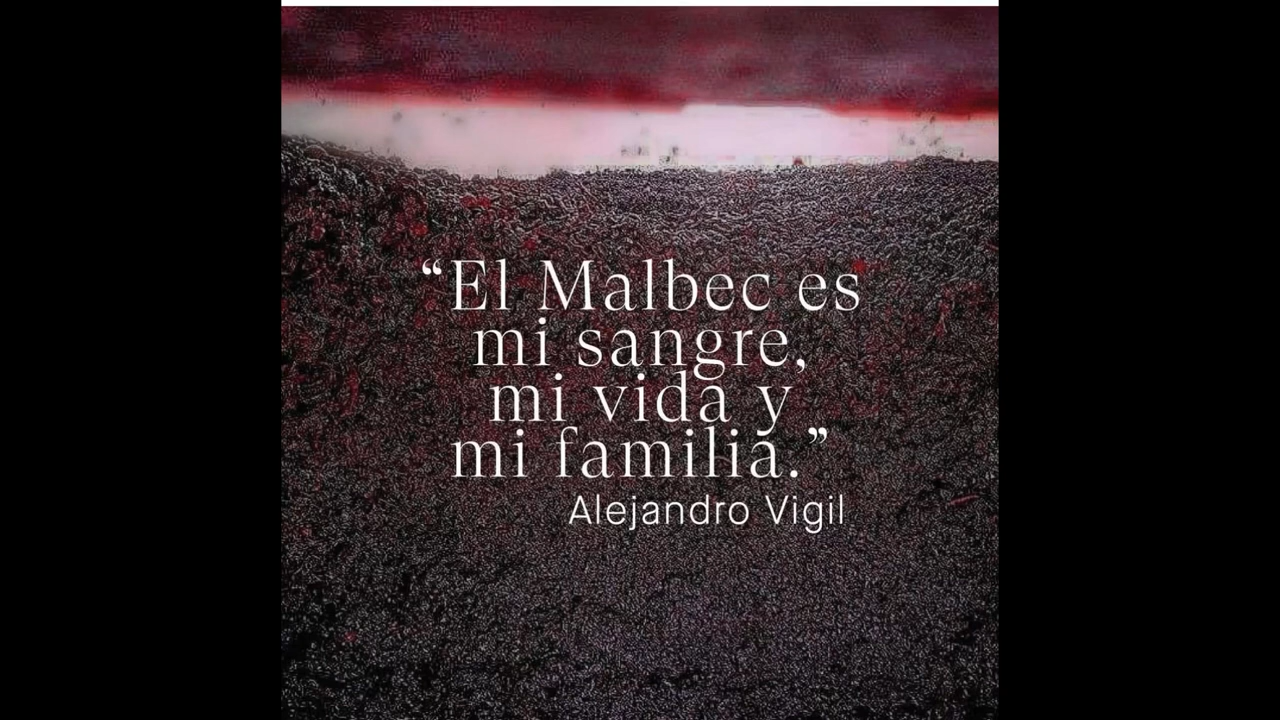 “El Malbec es
mi sangre,
mi vida y
mi familia.”
Alejandro Vigil